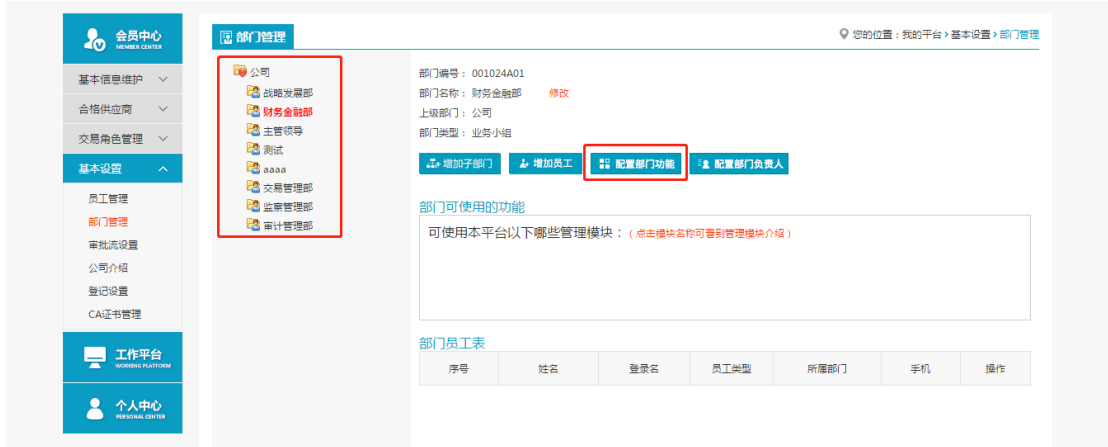 会员中心
MEMBER CENTER
基本信息维护
合格供应商
交易角色管理
基本设置
员工管理
部门管理
审批流设置
公司介绍
登记设置
CA证书管理
工作平台
WORKING PLATFORM
个人中心
PERSONAL CENTER
部门管理
您的位置：我的平台>基本设置>部门管理
公司
战略发展部
财务金融部
主管领导
测试
aaaa
交易管理部
监察管理部
审计管理部
部门编号： 001024A01
部门名称： 财务金融部 修改
上级部门： 公司
部门类型： 业务小组
增加子部门 增加员工 配置部门功能 配置部门负责人
部门可使用的功能
可使用本平台以下哪些管理模块：（点击模块名称可看到管理模块介绍）
部门员工表
序号 姓名 登录名 员工类型 所属部门 手机 操作